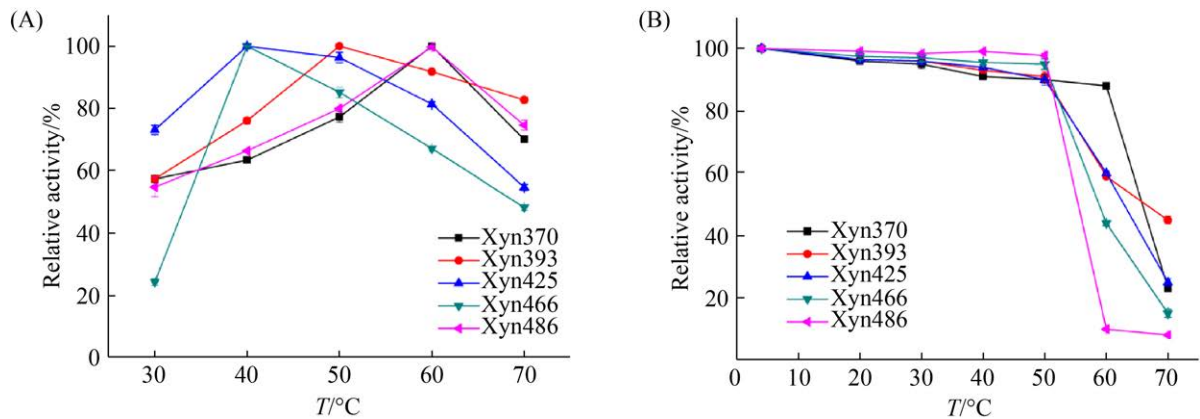 (A)
Relative activity/%
100
80
60
40
20
0
Xyn370
Xyn393
Xyn425
Xyn466
Xyn486
30 40 50 60 70
T/°C
(B)
Relative activity/%
100
80
60
40
20
Xyn370
Xyn393
Xyn425
Xyn466
Xyn486
0 10 20 30 40 50 60 70
T/°C